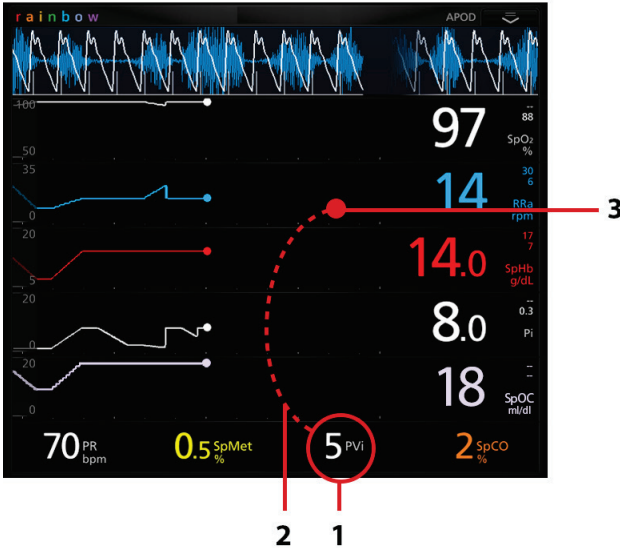 rainbow APOD
100 97 -- 88 SpO₂ %
50
35 14 30 6 RRa rpm
0
3
20 14.0 17 7 SpHb g/dL
5
20 8.0 -- 0.3 Pi
0
20 18 -- -- SpOC ml/dl
0
70 PR bpm 0.5 SpMet % 5 PVi 2 SpCO %
2 1